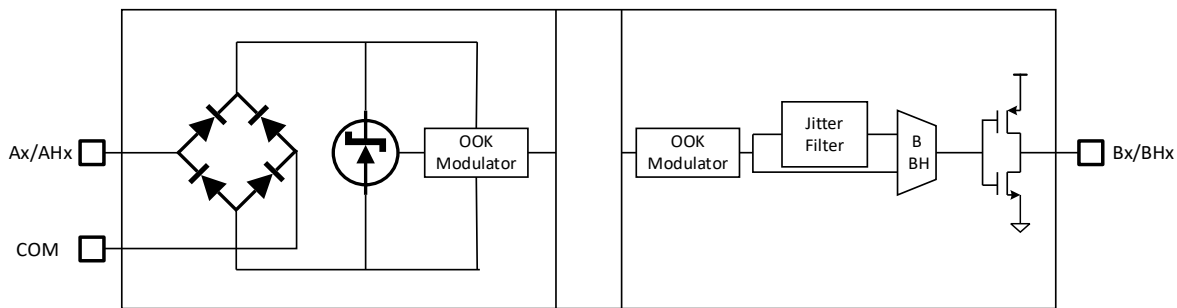 Ax/AHx
COM
OOK
Modulator
OOK
Modulator
Jitter
Filter
B
BH
Bx/BHx